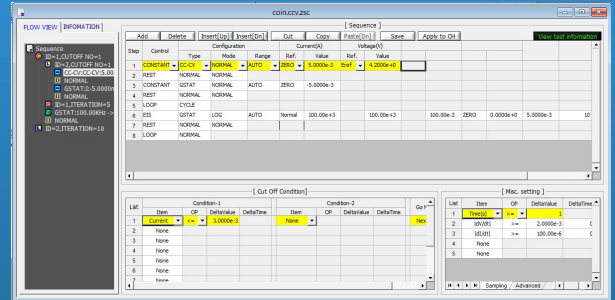 coin.ccv.zsc
FLOW VIEW INFOMATION
[ Sequence ]
Add Delete Insert[Up] Insert[Dn] Cut Copy Paste[Dn] Save Apply to CH View test information
Sequence
ID=1,CUTOFF NO=1
ID=2,CUTOFF NO=1
CC-CV:CC-CV:5.00
NORMAL
GSTAT:I:-5.0000m
NORMAL
ID=1,ITERATION=5
GSTAT:100.00KHz ->
NORMAL
ID=2,ITERATION=10
Step Control Configuration Current(A) Voltage(V)
Type Mode Range Ref. Value Ref. Value
1 CONSTANT CC-CV NORMAL AUTO ZERO 5.0000e-3 Eref 4.2000e+0
2 REST NORMAL NORMAL
3 CONSTANT GSTAT NORMAL AUTO ZERO -5.0000e-3
4 REST NORMAL NORMAL
5 LOOP CYCLE
6 EIS GSTAT LOG AUTO Normal 100.00e+3 100.00e+3 100.00e-3 ZERO 0.0000e+0 5.0000e-3 10
7 REST NORMAL NORMAL
8 LOOP NORMAL
[ Cut Off Condition]
List Condition-1 Condition-2
Item OP DeltaValue DeltaTime Item OP DeltaValue DeltaTime
1 Current <= 3.0000e-3 None Nex
2 None
3 None
4 None
5 None
6 None
7 None
[ Misc. setting ]
List Item OP DeltaValue DeltaTime
1 Time(s) >= 1
2 |dV/dt| >= 2.0000e-3 0
3 |dI/dt| >= 100.00e-6 0
4 None
5 None
Sampling Advanced